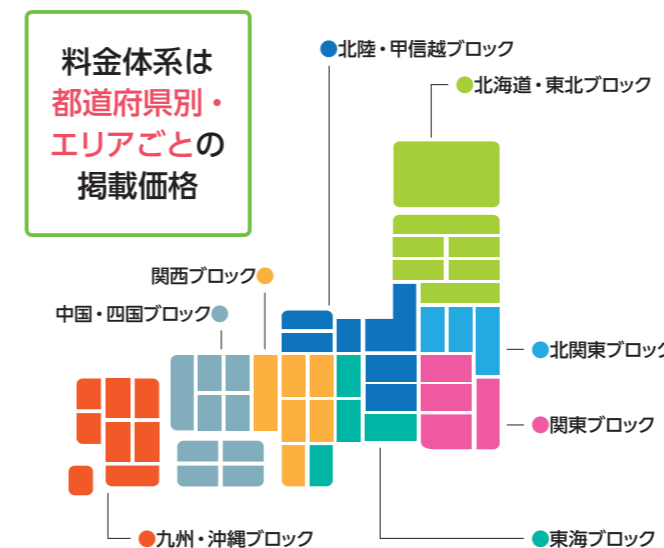 料金体系は
都道府県別・
エリアごとの
掲載価格
●北陸・甲信越ブロック
●北海道・東北ブロック
関西ブロック●
中国・四国ブロック●
●北関東ブロック
●関東ブロック
●九州・沖縄ブロック
●東海ブロック